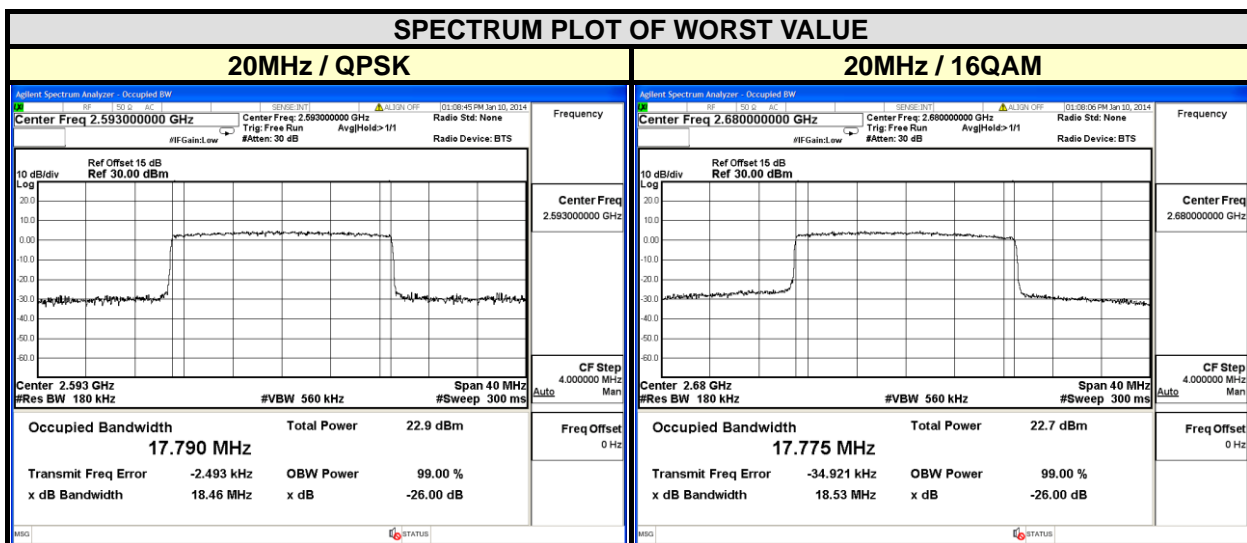 SPECTRUM PLOT OF WORST VALUE
20MHz / QPSK
20MHz / 16QAM
Agilent Spectrum Analyzer - Occupied BW
RF 50 Ω AC SENSE:INT ALIGN OFF 01:08:45 PM Jan 10, 2014
Center Freq 2.593000000 GHz
Center Freq: 2.593000000 GHz
Radio Std: None
Trig: Free Run Avg|Hold:> 1/1
#IFGain:Low #Atten: 30 dB
Radio Device: BTS
Frequency
Ref Offset 15 dB
10 dB/div Ref 30.00 dBm
Log
20.0
10.0
0.00
-10.0
-20.0
-30.0
-40.0
-50.0
-60.0
Center Freq
2.593000000 GHz
CF Step
4.000000 MHz
Auto Man
Center 2.593 GHz Span 40 MHz
#Res BW 180 kHz #VBW 560 kHz #Sweep 300 ms
Occupied Bandwidth Total Power 22.9 dBm
17.790 MHz
Transmit Freq Error -2.493 kHz OBW Power 99.00 %
x dB Bandwidth 18.46 MHz x dB -26.00 dB
Freq Offset
0 Hz
MSG STATUS
Agilent Spectrum Analyzer - Occupied BW
RF 50 Ω AC SENSE:INT ALIGN OFF 01:08:06 PM Jan 10, 2014
Center Freq 2.680000000 GHz
Center Freq: 2.680000000 GHz
Radio Std: None
Trig: Free Run Avg|Hold:> 1/1
#IFGain:Low #Atten: 30 dB
Radio Device: BTS
Frequency
Ref Offset 15 dB
10 dB/div Ref 30.00 dBm
Log
20.0
10.0
0.00
-10.0
-20.0
-30.0
-40.0
-50.0
-60.0
Center Freq
2.680000000 GHz
CF Step
4.000000 MHz
Auto Man
Center 2.68 GHz Span 40 MHz
#Res BW 180 kHz #VBW 560 kHz #Sweep 300 ms
Occupied Bandwidth Total Power 22.7 dBm
17.775 MHz
Transmit Freq Error -34.921 kHz OBW Power 99.00 %
x dB Bandwidth 18.53 MHz x dB -26.00 dB
Freq Offset
0 Hz
MSG STATUS